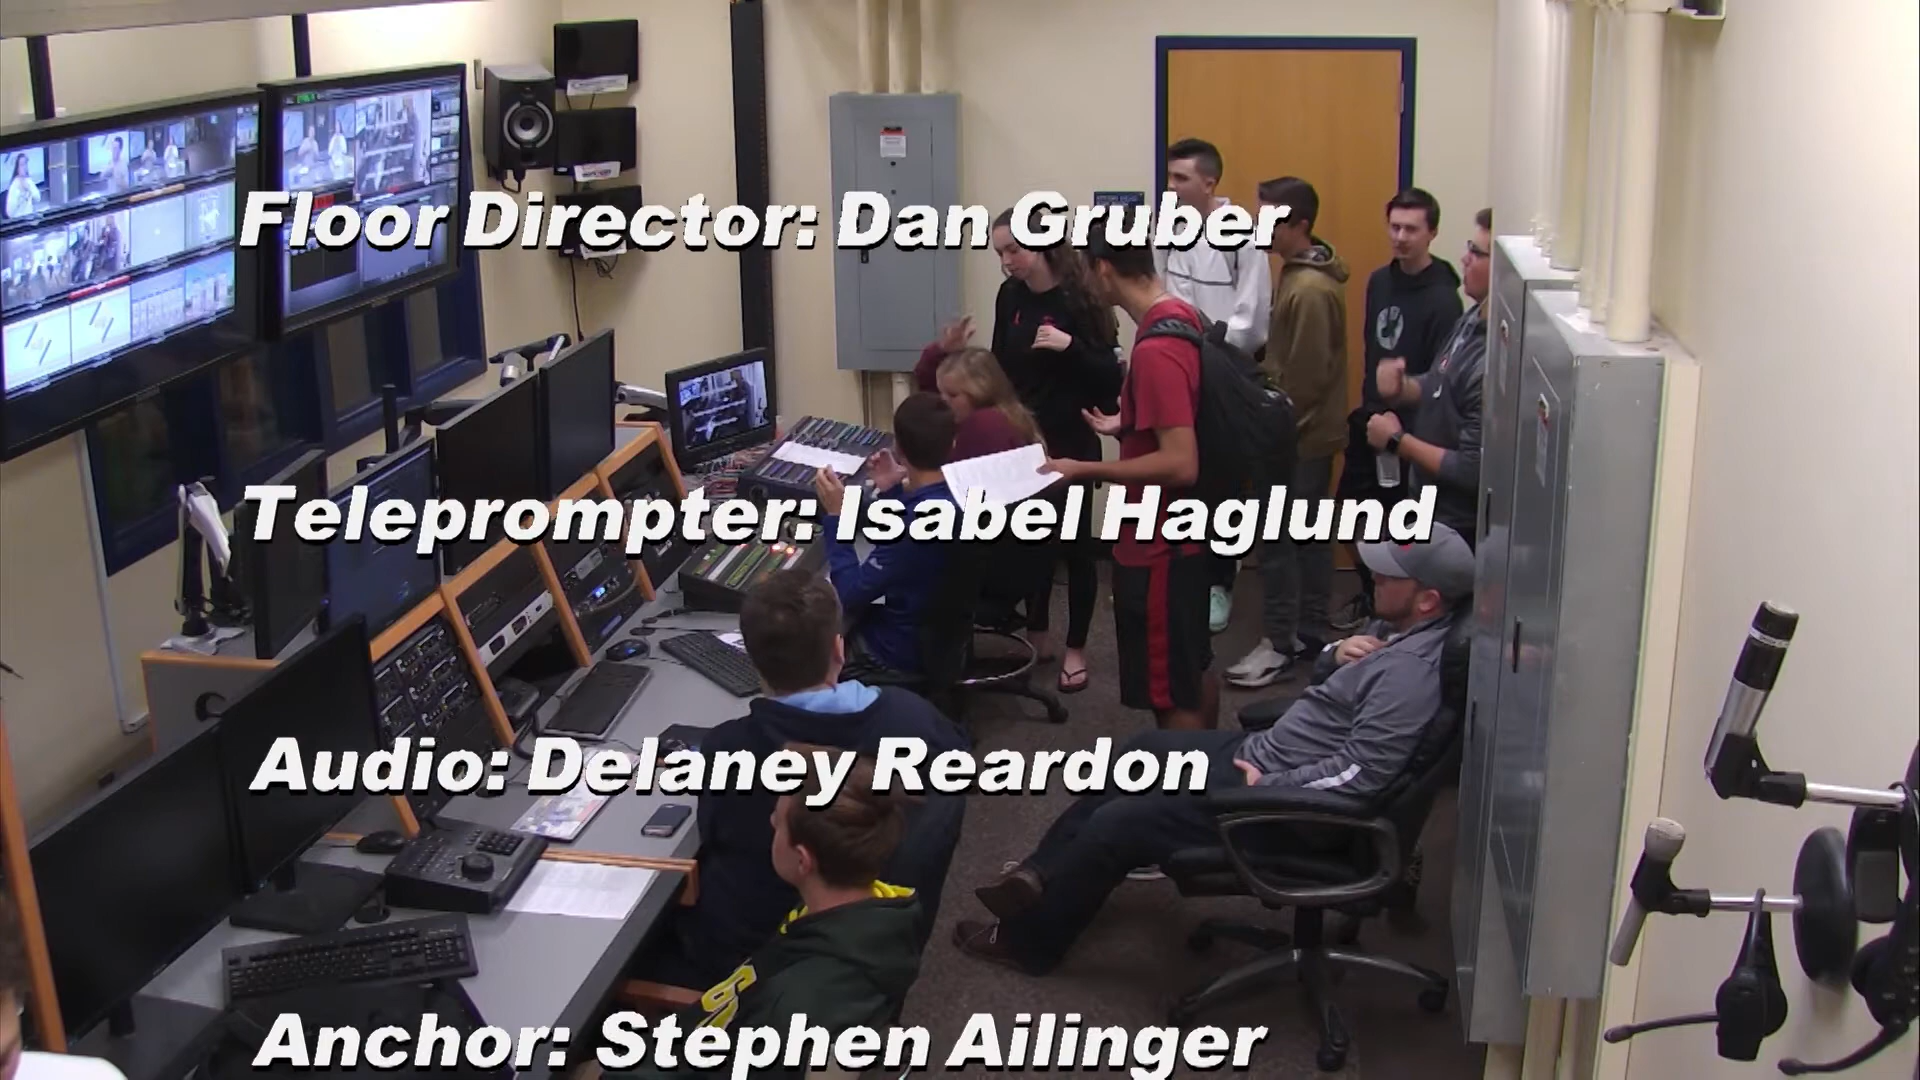 Floor Director: Dan Gruber
Teleprompter: Isabel Haglund
Audio: Delaney Reardon
Anchor: Stephen Ailinger